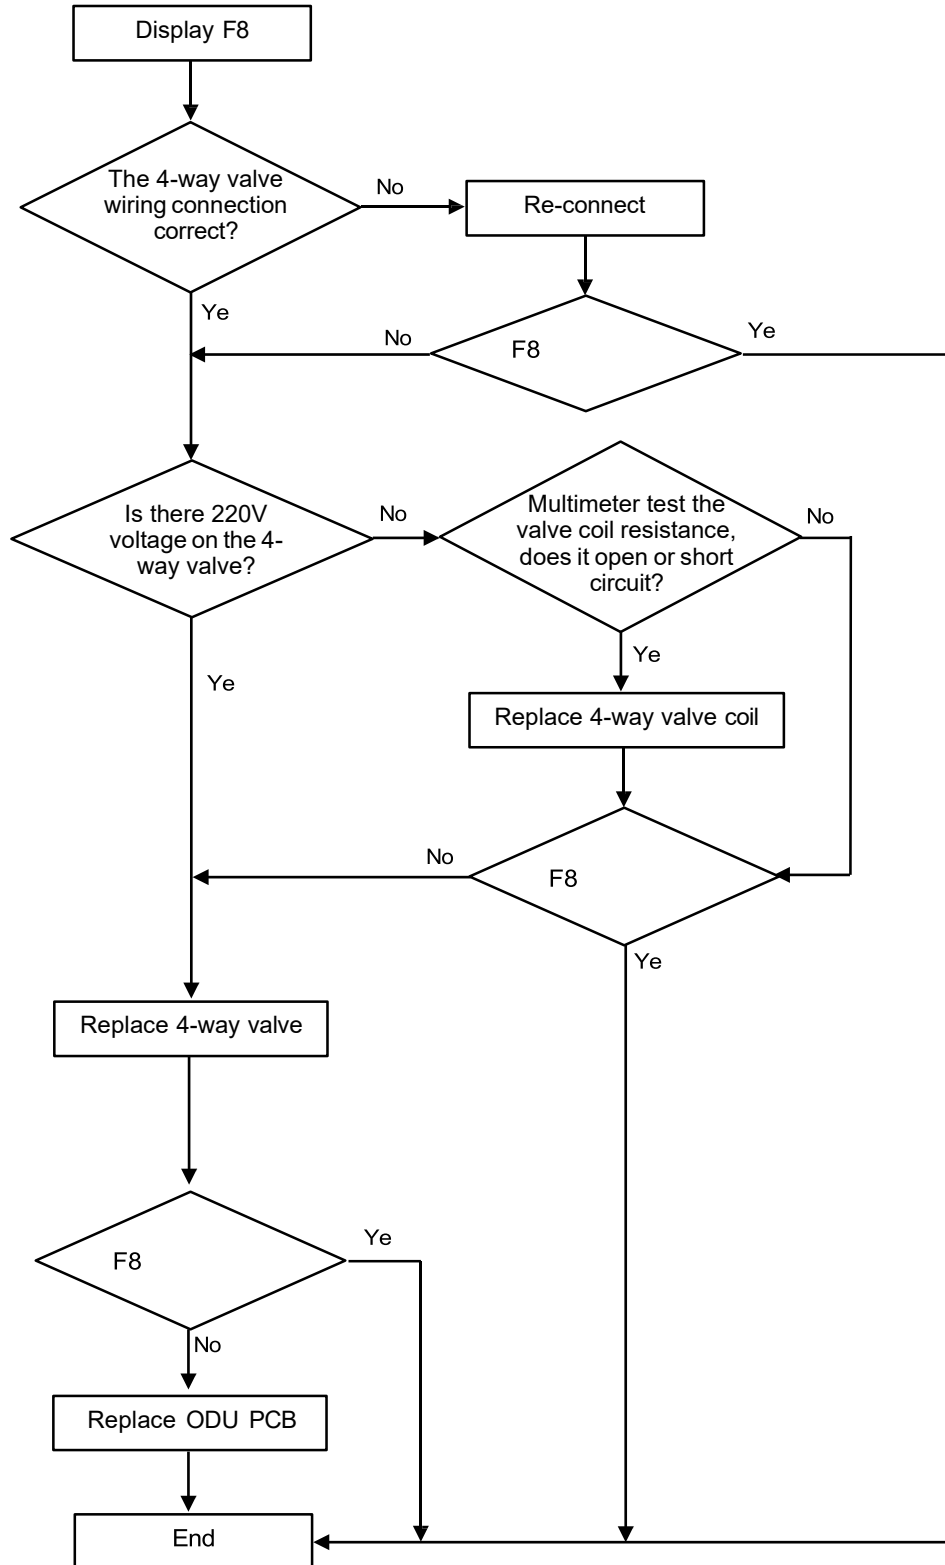 Display F8
The 4-way valve
wiring connection
correct?
No
Re-connect
Ye
No
F8
Ye
Is there 220V
voltage on the 4-
way valve?
No
Multimeter test the
valve coil resistance,
does it open or short
circuit?
No
Ye
Ye
Replace 4-way valve coil
No
F8
Ye
Replace 4-way valve
F8
Ye
No
Replace ODU PCB
End